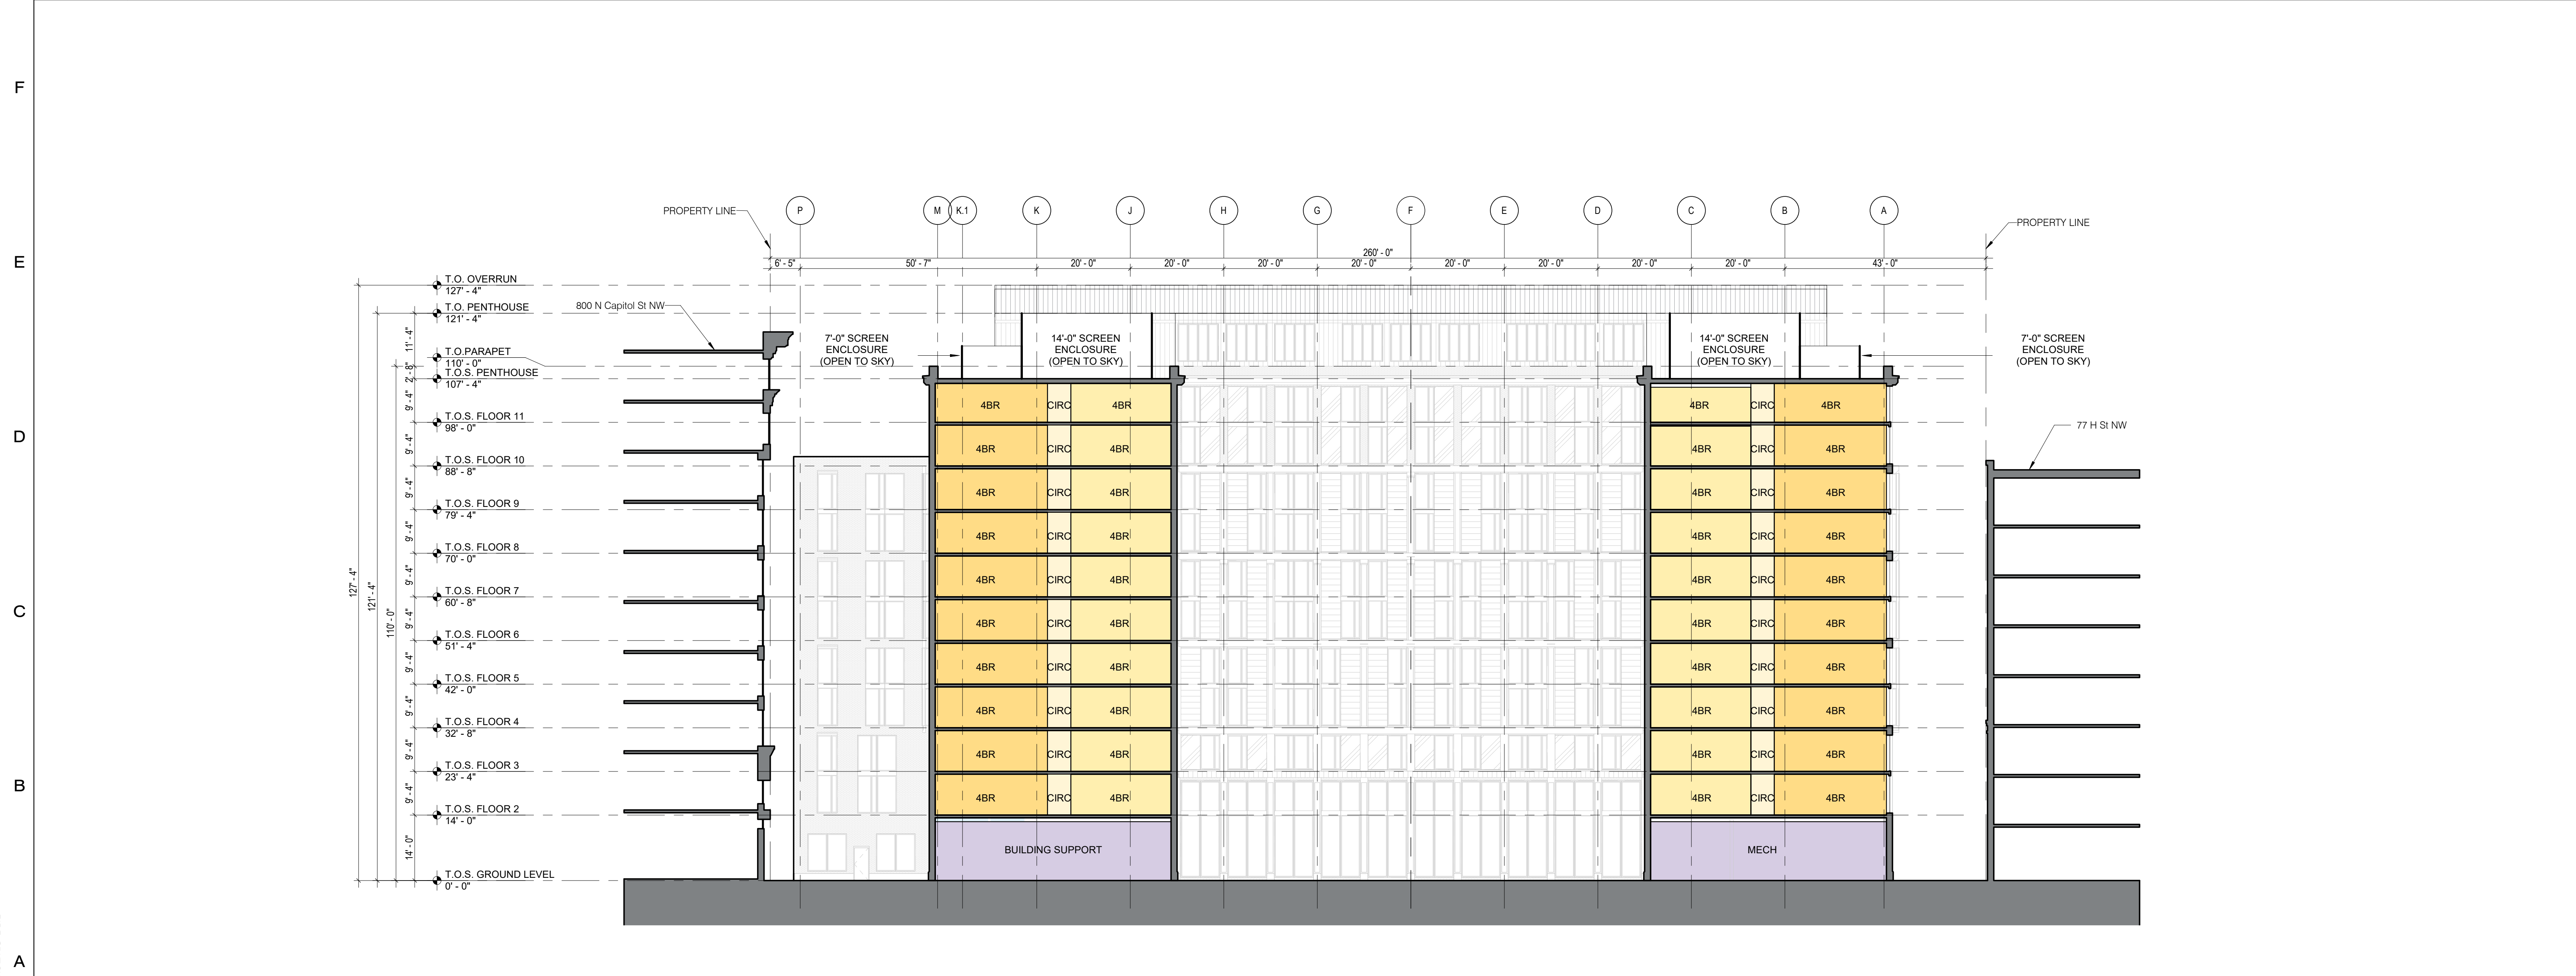 F
E
D
C
B
A
PROPERTY LINE
P
M
K.1
K
J
H
G
F
E
D
C
B
A
PROPERTY LINE
260' - 0"
6' - 5"
50' - 7"
20' - 0"
20' - 0"
20' - 0"
20' - 0"
20' - 0"
20' - 0"
20' - 0"
20' - 0"
43' - 0"
T.O. OVERRUN
127' - 4"
T.O. PENTHOUSE
121' - 4"
T.O.PARAPET
110' - 0"
T.O.S. PENTHOUSE
107' - 4"
T.O.S. FLOOR 11
98' - 0"
T.O.S. FLOOR 10
88' - 8"
T.O.S. FLOOR 9
79' - 4"
T.O.S. FLOOR 8
70' - 0"
T.O.S. FLOOR 7
60' - 8"
T.O.S. FLOOR 6
51' - 4"
T.O.S. FLOOR 5
42' - 0"
T.O.S. FLOOR 4
32' - 8"
T.O.S. FLOOR 3
23' - 4"
T.O.S. FLOOR 2
14' - 0"
T.O.S. GROUND LEVEL
0' - 0"
127' - 4"
121' - 4"
110' - 0"
11' - 4"
2' - 8"
9' - 4"
9' - 4"
9' - 4"
9' - 4"
9' - 4"
9' - 4"
9' - 4"
9' - 4"
9' - 4"
9' - 4"
14' - 0"
800 N Capitol St NW
7'-0" SCREEN
ENCLOSURE
(OPEN TO SKY)
14'-0" SCREEN
ENCLOSURE
(OPEN TO SKY)
14'-0" SCREEN
ENCLOSURE
(OPEN TO SKY)
7'-0" SCREEN
ENCLOSURE
(OPEN TO SKY)
77 H St NW
4BR CIRC 4BR 4BR CIRC 4BR
4BR CIRC 4BR 4BR CIRC 4BR
4BR CIRC 4BR 4BR CIRC 4BR
4BR CIRC 4BR 4BR CIRC 4BR
4BR CIRC 4BR 4BR CIRC 4BR
4BR CIRC 4BR 4BR CIRC 4BR
4BR CIRC 4BR 4BR CIRC 4BR
4BR CIRC 4BR 4BR CIRC 4BR
4BR CIRC 4BR 4BR CIRC 4BR
4BR CIRC 4BR 4BR CIRC 4BR
BUILDING SUPPORT
MECH